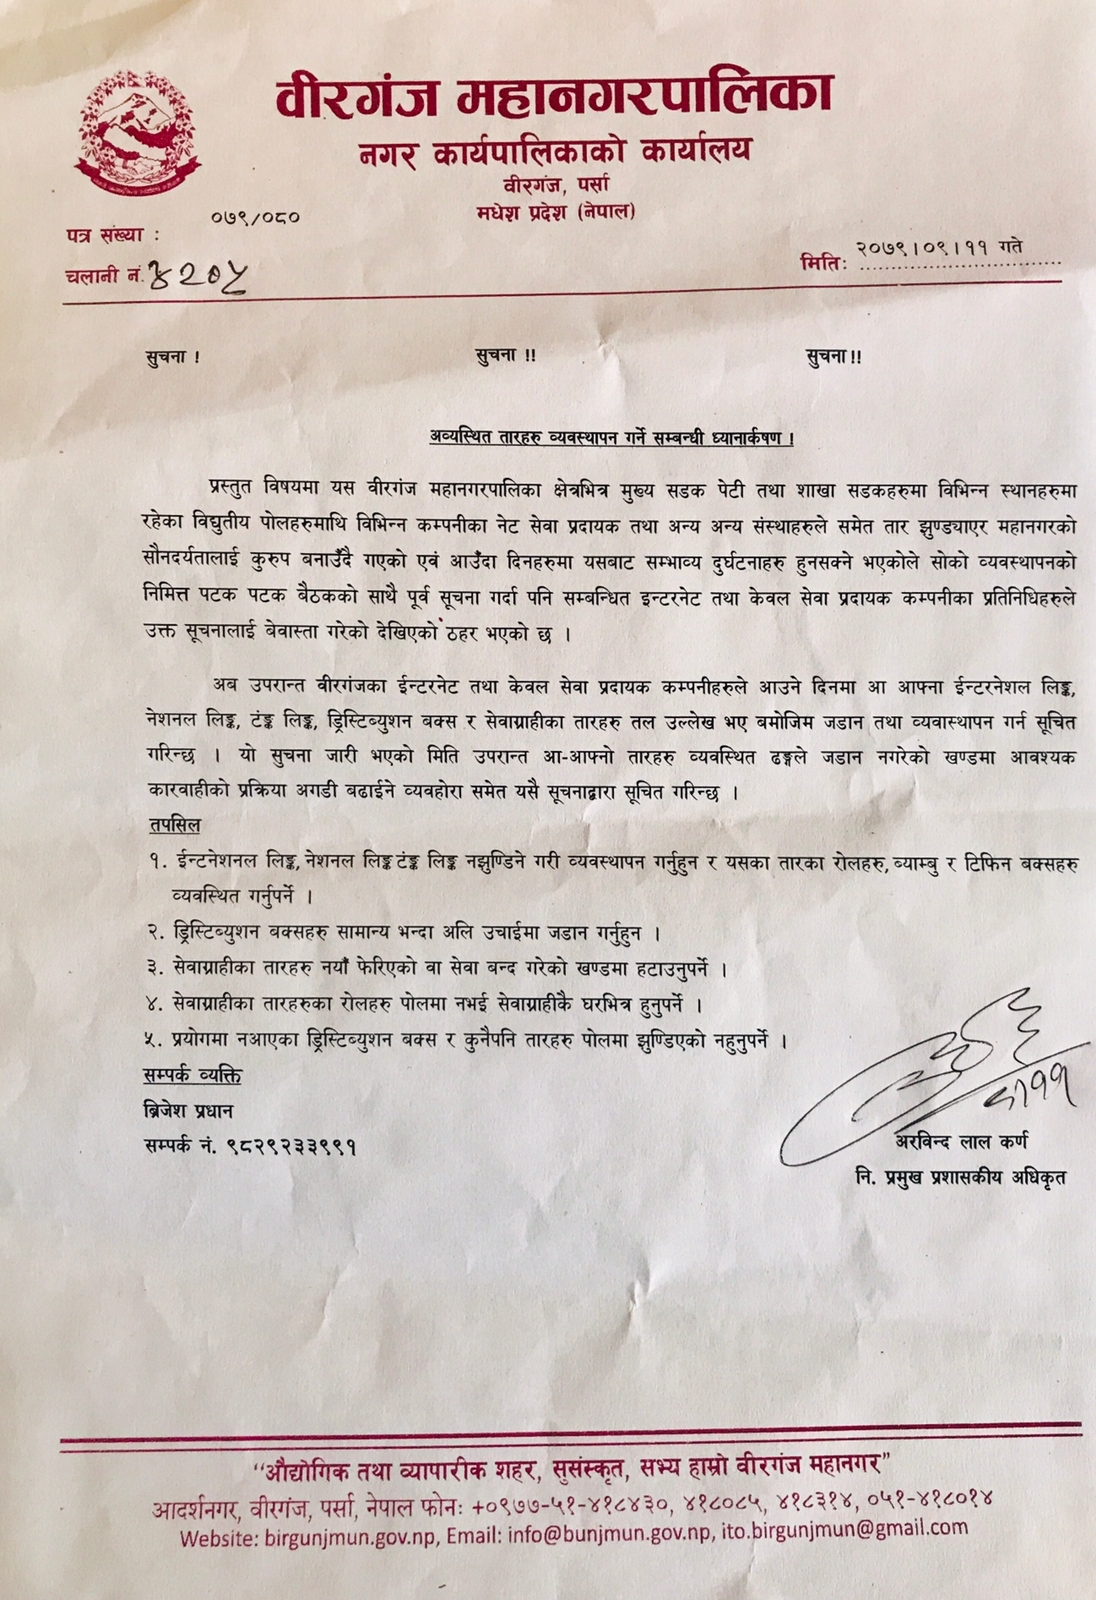 वीरगंज महानगरपालिका
नगर कार्यपालिकाको कार्यालय
वीरगंज, पर्सा
मधेश प्रदेश (नेपाल)
पत्र संख्या : ०७९/०८०
चलानी नं. ४२०५
मितिः २०७९।०९।११ गते
सुचना ! सुचना !! सुचना!!
अव्यस्थित तारहरु व्यवस्थापन गर्ने सम्बन्धी ध्यानार्कषण !
प्रस्तुत विषयमा यस वीरगंज महानगरपालिका क्षेत्रभित्र मुख्य सडक पेटी तथा शाखा सडकहरुमा विभिन्न स्थानहरुमा
रहेका विद्युतीय पोलहरुमाथि विभिन्न कम्पनीका नेट सेवा प्रदायक तथा अन्य अन्य संस्थाहरुले समेत तार झुण्ड्याएर महानगरको
सौनदर्यतालाई कुरुप बनाउँदै गएको एवं आउँदा दिनहरुमा यसबाट सम्भाव्य दुर्घटनाहरु हुनसक्ने भएकोले सोको व्यवस्थापनको
निमित्त पटक पटक बैठकको साथै पूर्व सूचना गर्दा पनि सम्बन्धित इन्टरनेट तथा केवल सेवा प्रदायक कम्पनीका प्रतिनिधिहरुले
उक्त सूचनालाई बेवास्ता गरेको देखिएको ठहर भएको छ ।
अब उपरान्त वीरगंजका ईन्टरनेट तथा केवल सेवा प्रदायक कम्पनीहरुले आउने दिनमा आ आफ्ना ईन्टरनेशल लिङ्क,
नेशनल लिङ्क, टंङ्क लिङ्क, ड्रिस्टिब्युशन बक्स र सेवाग्राहीका तारहरु तल उल्लेख भए बमोजिम जडान तथा व्यवास्थापन गर्न सूचित
गरिन्छ । यो सुचना जारी भएको मिति उपरान्त आ-आफ्नो तारहरु व्यवस्थित ढङ्गले जडान नगरेको खण्डमा आवश्यक
कारवाहीको प्रक्रिया अगडी बढाईने व्यवहोरा समेत यसै सूचनाद्वारा सूचित गरिन्छ ।
तपसिल
१. ईन्टनेशनल लिङ्क, नेशनल लिङ्क टंङ्क लिङ्क नझुण्डिने गरी व्यवस्थापन गर्नुहुन र यसका तारका रोलहरु, ब्याम्बु र टिफिन बक्सहरु
व्यवस्थित गर्नुपर्ने ।
२. ड्रिस्टिब्युशन बक्सहरु सामान्य भन्दा अलि उचाईमा जडान गर्नुहुन ।
३. सेवाग्राहीका तारहरु नयाँ फेरिएको वा सेवा बन्द गरेको खण्डमा हटाउनुपर्ने ।
४. सेवाग्राहीका तारहरुका रोलहरु पोलमा नभई सेवाग्राहीकै घरभित्र हुनुपर्ने ।
५. प्रयोगमा नआएका ड्रिस्टिब्युशन बक्स र कुनैपनि तारहरु पोलमा झुण्डिएको नहुनुपर्ने ।
सम्पर्क व्यक्ति
ब्रिजेश प्रधान
सम्पर्क नं. ९८२९२३३९९१
अरविन्द लाल कर्ण
नि. प्रमुख प्रशासकीय अधिकृत
“औद्योगिक तथा व्यापारीक शहर, सुसंस्कृत, सभ्य हाम्रो वीरगंज महानगर”
आदर्शनगर, वीरगंज, पर्सा, नेपाल फोनः +०९७७-५१-४१८४३०, ४१८०८५, ४१८३१४, ०५१-४१८०१४
Website: birgunjmun.gov.np, Email: info@bunjmun.gov.np, ito.birgunjmun@gmail.com